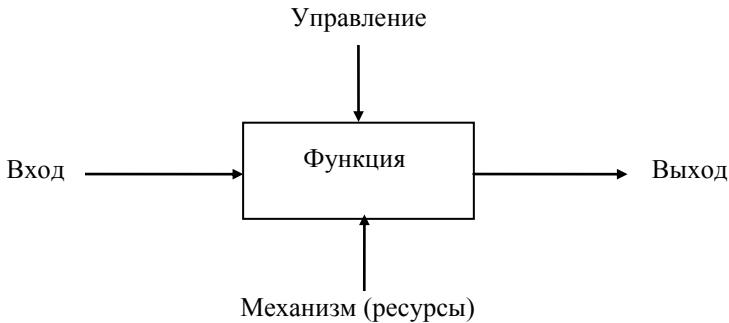 Управление
Функция
Вход
Выход
Механизм (ресурсы)